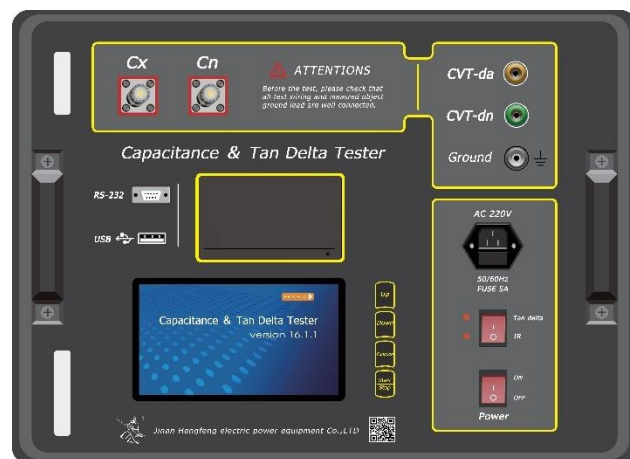 Cx
Cn
ATTENTIONS
Before the test, please check that
all test wiring and measred object
ground lead are well connected.
CVT-da
CVT-dn
Ground
Capacitance & Tan Delta Tester
RS-232
USB
AC 220V
50/60Hz
FUSE 5A
Capacitance & Tan Delta Tester
version 16.1.1
Up
Down
Start
Stop
Tan delta
IR
ON
OFF
Power
Jinan Hengfeng electric power equipment Co.,LTD